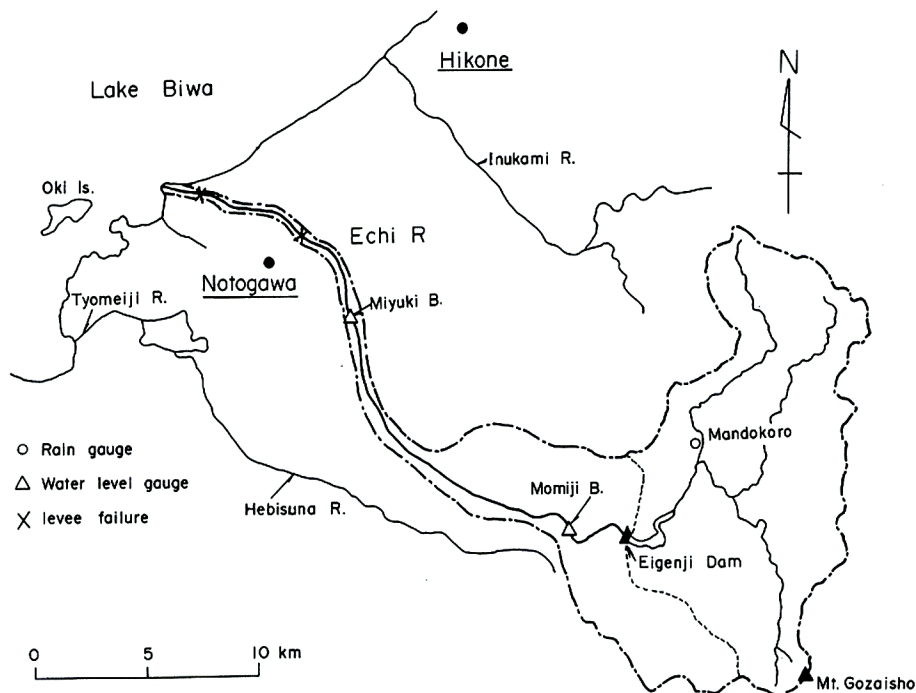 Hikone
Lake Biwa
N
Inukami R.
Oki Is.
Echi R
Notogawa
Tyomeiji R.
Miyuki B.
Mandokoro
Rain gauge
Water level gauge
levee failure
Momiji B.
Hebisuna R.
Eigenji Dam
0 5 10 km
Mt. Gozaisho